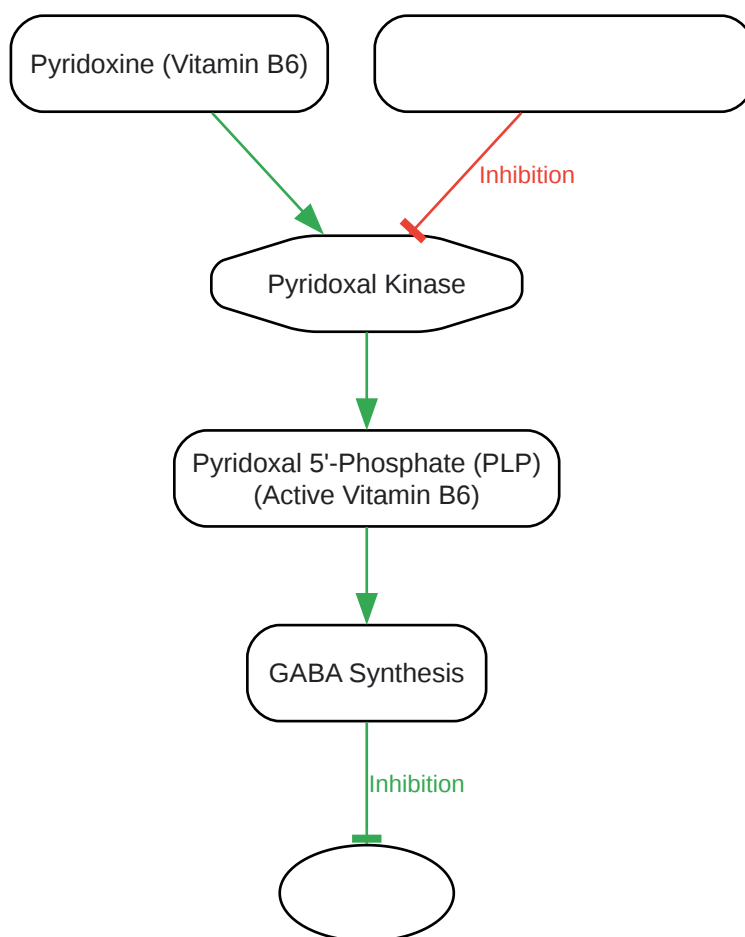 Pyridoxine (Vitamin B6)
Inhibition
Pyridoxal Kinase
Pyridoxal 5'-Phosphate (PLP)
(Active Vitamin B6)
GABA Synthesis
Inhibition